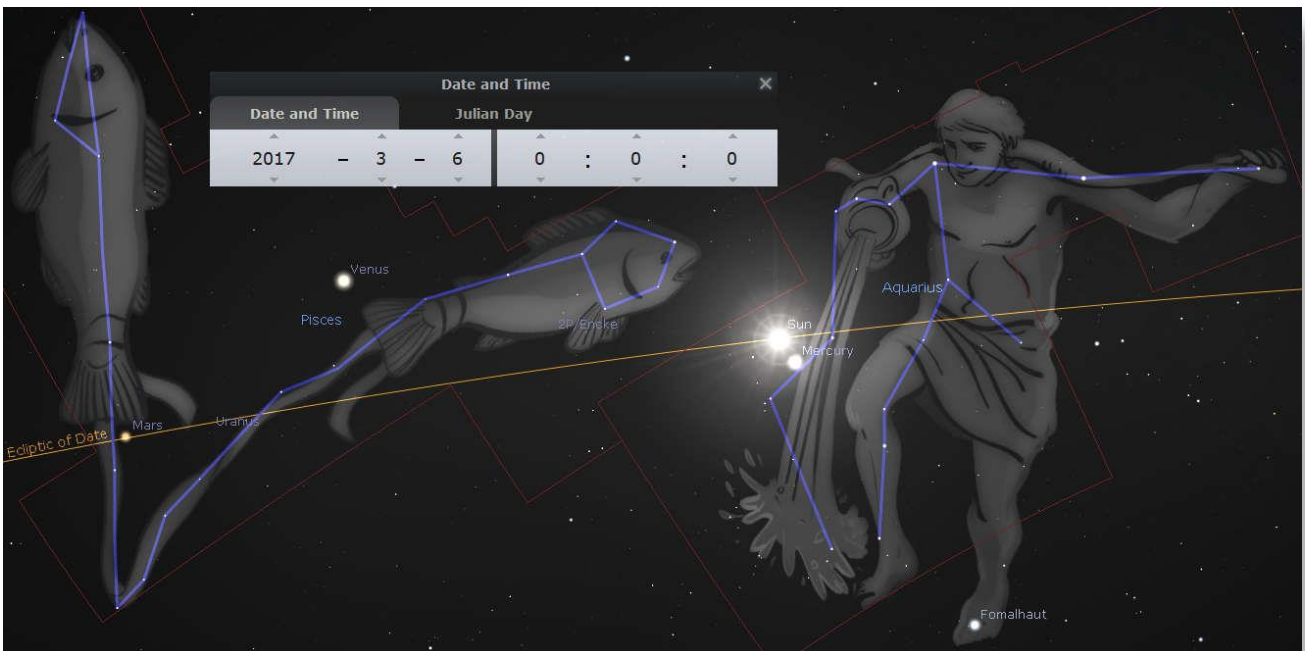 Date and Time
Date and Time Julian Day
2017 - 3 - 6 0 : 0 : 0
Venus
Pisces
2P/Encke
Aquarius
Sun
Mercury
Mars
Uranus
Ecliptic of Date
Fomalhaut